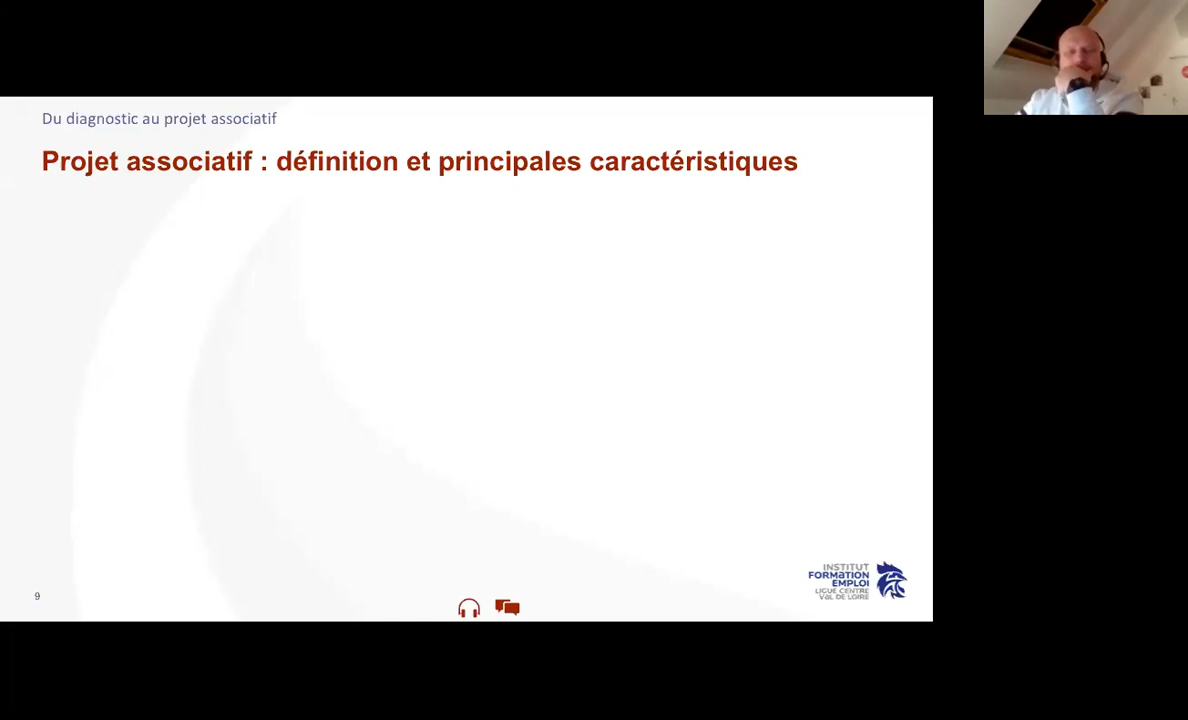 Du diagnostic au projet associatif
Projet associatif : définition et principales caractéristiques
INSTITUT
FORMATION
EMPLOI
LIGUE CENTRE
VAL DE LOIRE
9